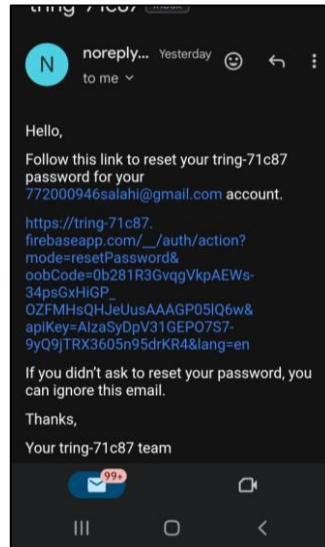 tring-71c87 Inbox
N
noreply... Yesterday
to me
Hello,
Follow this link to reset your tring-71c87
password for your
772000946salahi@gmail.com account.
https://tring-71c87.
firebaseapp.com/__/auth/action?
mode=resetPassword&
oobCode=0b281R3GvqgVkpAEWs-
34psGxHiGP_
OZFMHsQHJeUusAAAGP05lQ6w&
apiKey=AIzaSyDpV31GEPO7S7-
9yQ9jTRX3605n95drKR4&lang=en
If you didn't ask to reset your password, you
can ignore this email.
Thanks,
Your tring-71c87 team
99+